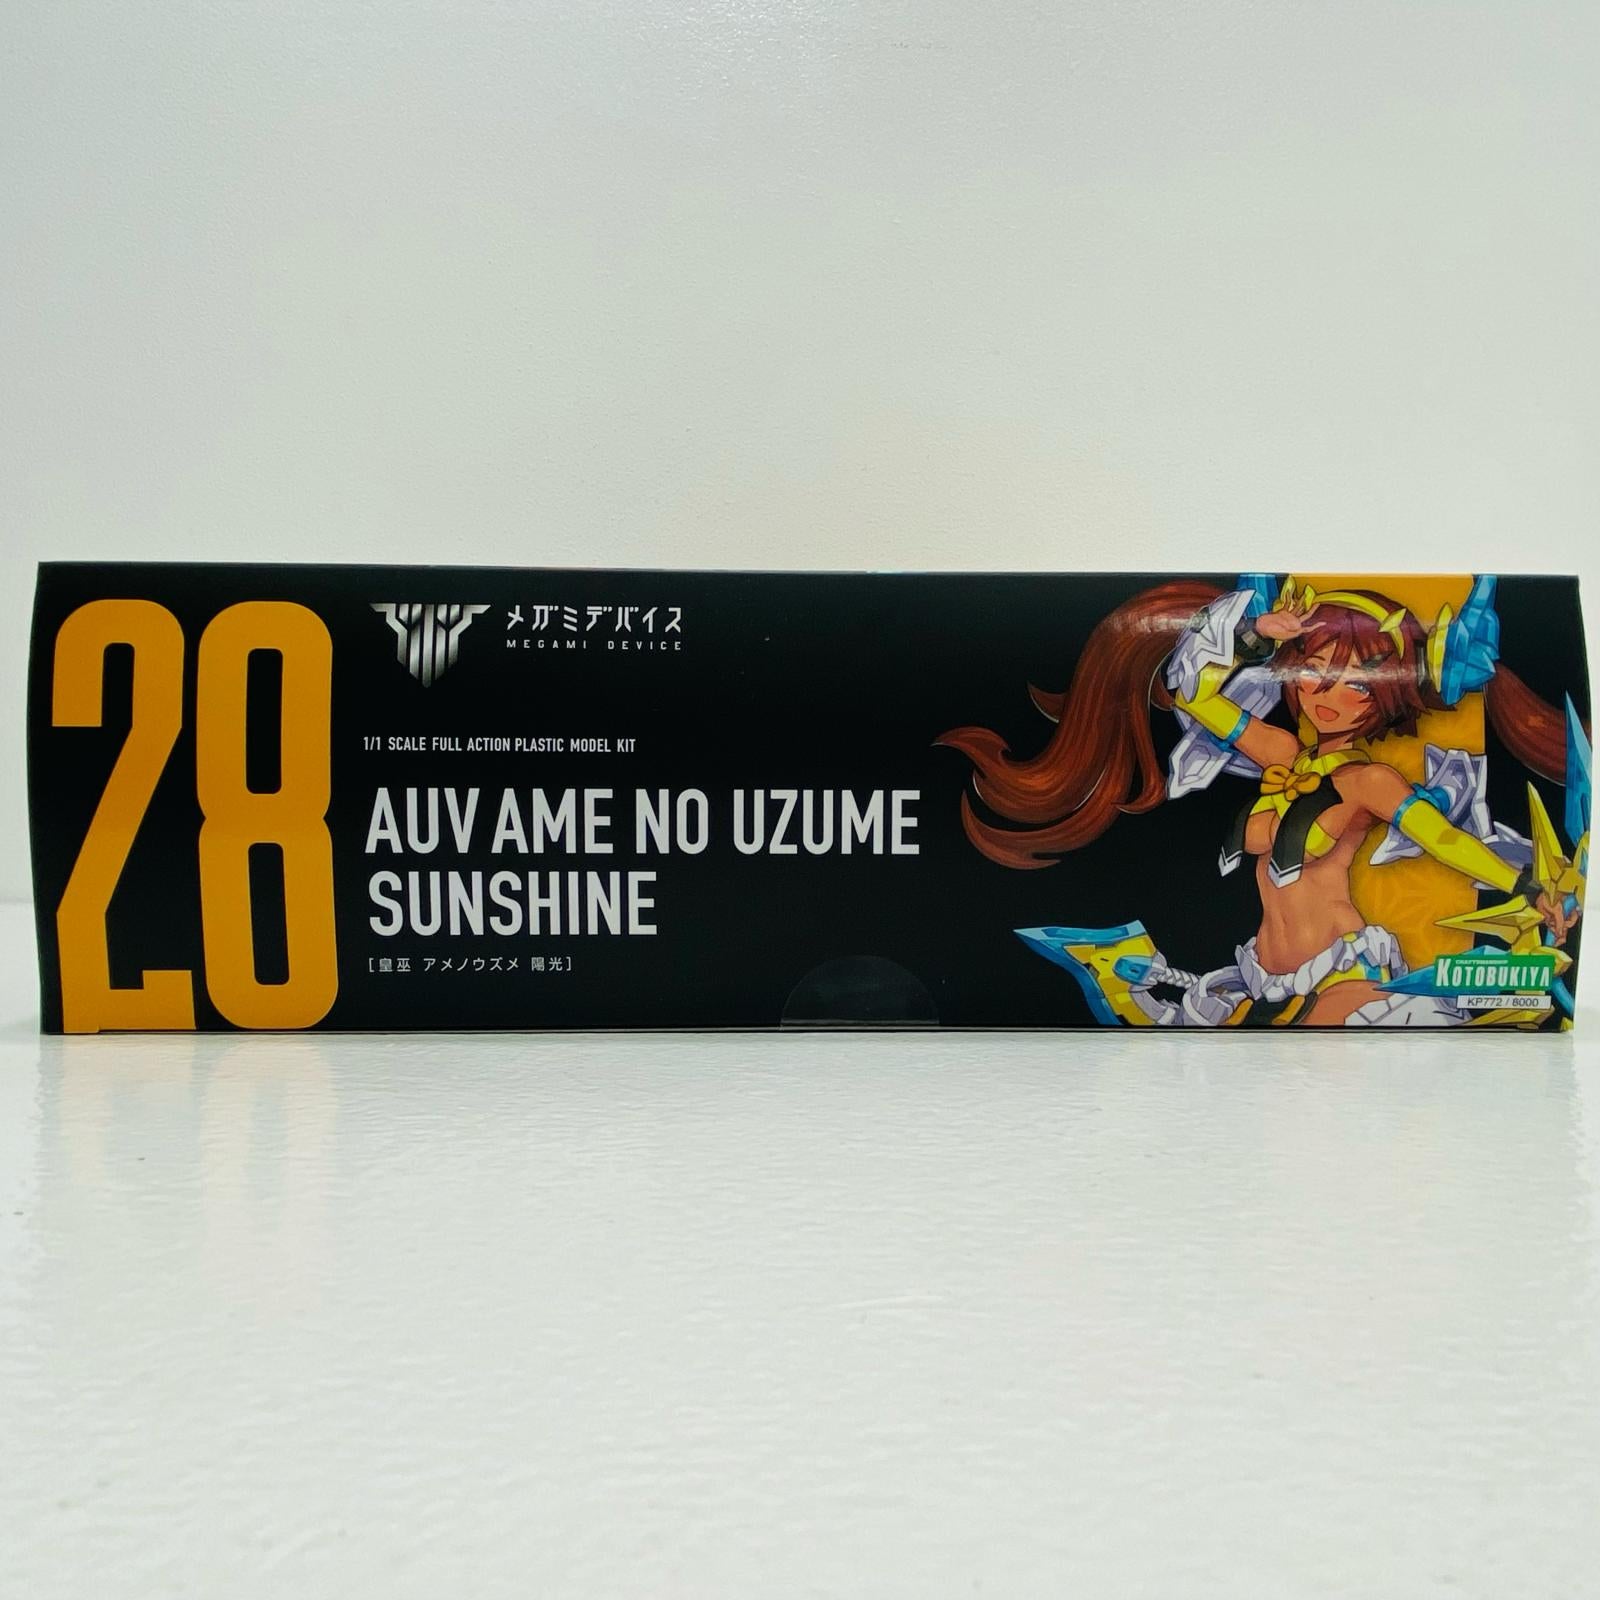 28
メガミデバイス
MEGAMI DEVICE
1/1 SCALE FULL ACTION PLASTIC MODEL KIT
AUV AME NO UZUME
SUNSHINE
[皇巫 アメノウズメ 陽光]
CRAFTSMANSHIP
KOTOBUKIYA
KP772 / 8000